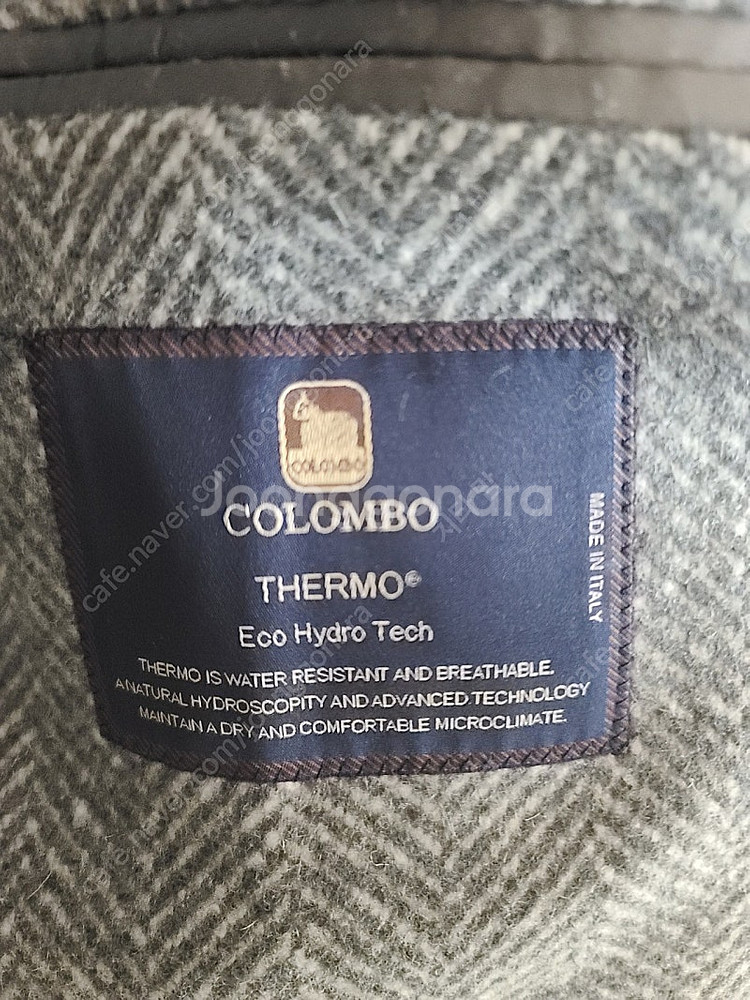 COLOMBO
COLOMBO
THERMO®
Eco Hydro Tech
THERMO IS WATER RESISTANT AND BREATHABLE.
A NATURAL HYDROSCOPITY AND ADVANCED TECHNOLOGY
MAINTAIN A DRY AND COMFORTABLE MICROCLIMATE.
MADE IN ITALY
Joonggonara
cafe.naver.com/joonggonara